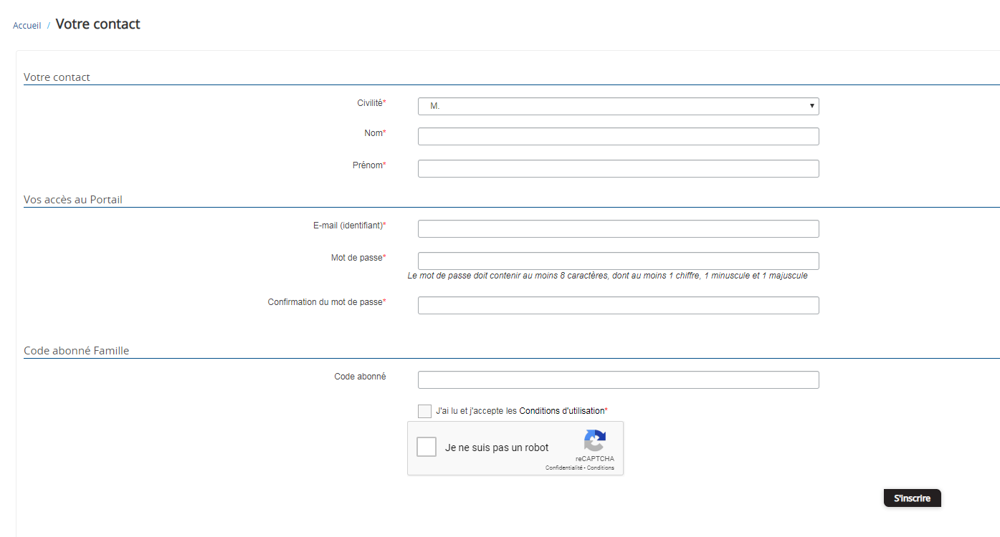 Accueil / Votre contact
Votre contact
Civilité*
M.
Nom*
Prénom*
Vos accès au Portail
E-mail (identifiant)*
Mot de passe*
Le mot de passe doit contenir au moins 8 caractères, dont au moins 1 chiffre, 1 minuscule et 1 majuscule
Confirmation du mot de passe*
Code abonné Famille
Code abonné
J'ai lu et j'accepte les Conditions d'utilisation*
Je ne suis pas un robot
reCAPTCHA
Confidentialité - Conditions
S'inscrire